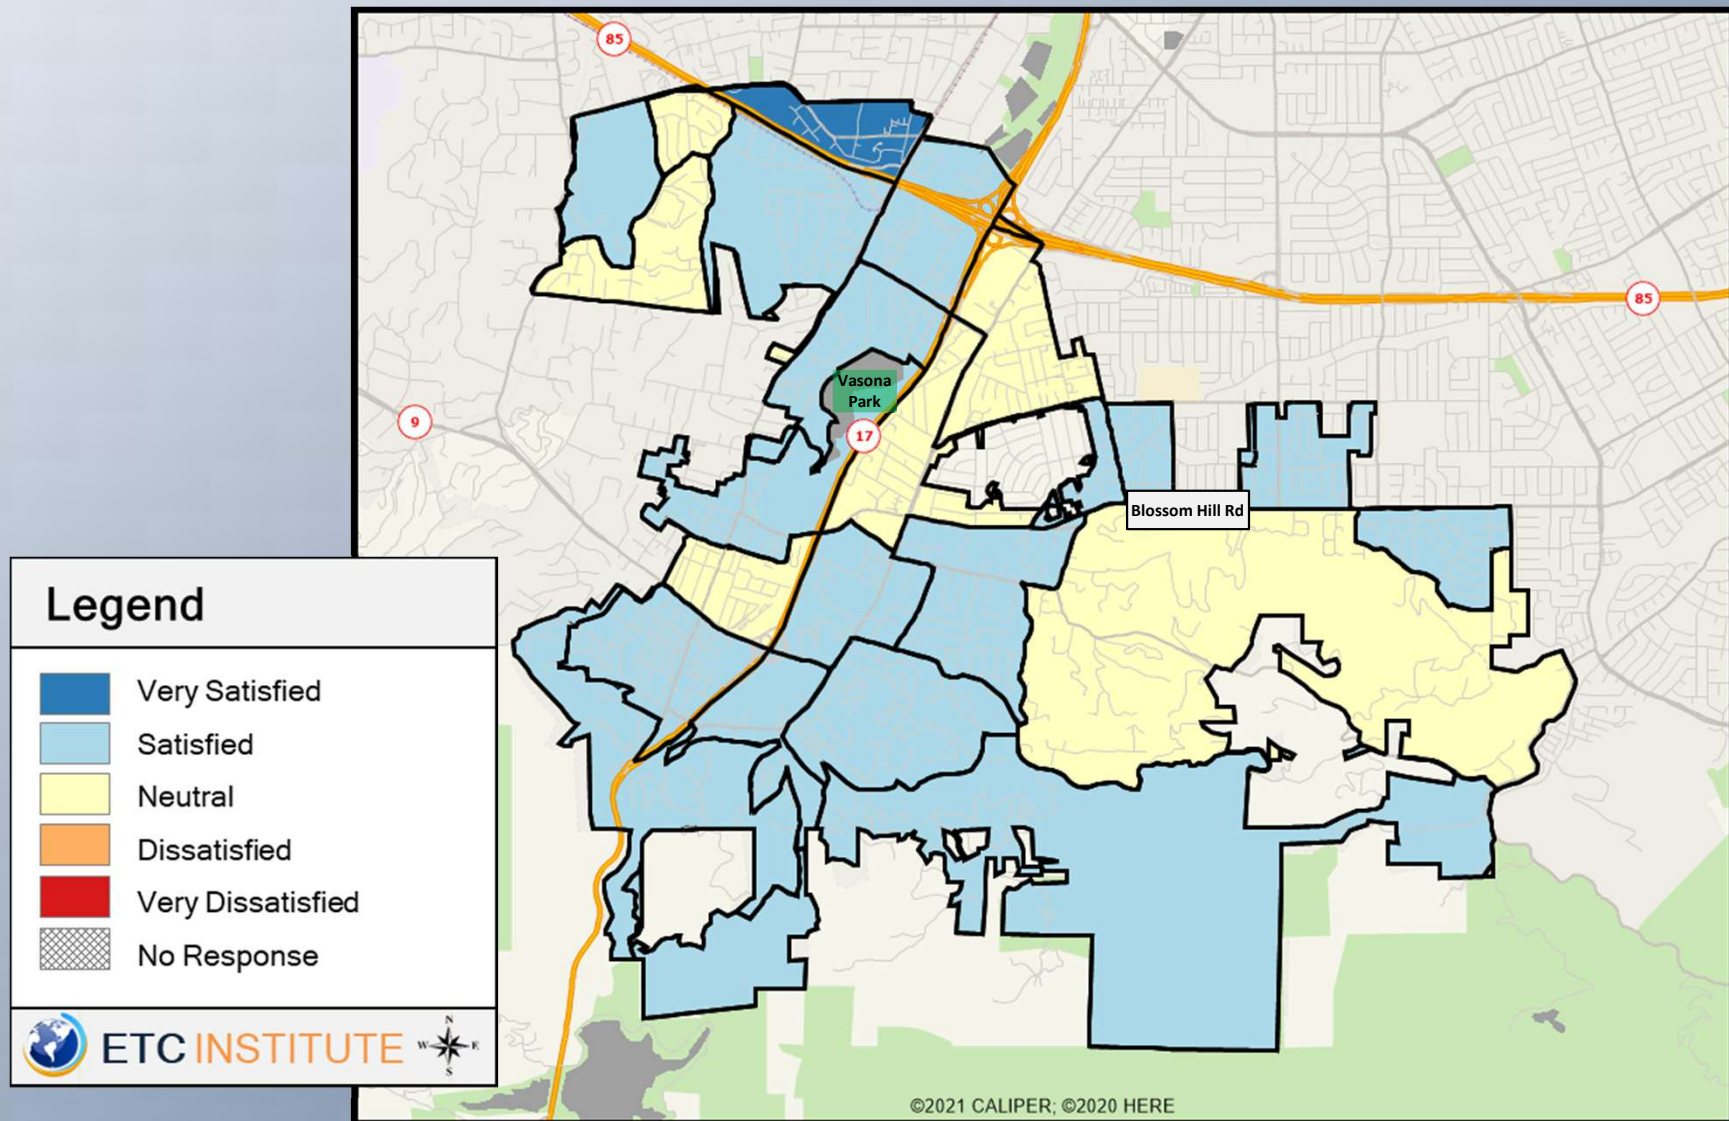 85
85
9
Vasona
Park
17
Blossom Hill Rd
Legend
Very Satisfied
Satisfied
Neutral
Dissatisfied
Very Dissatisfied
No Response
ETC INSTITUTE
N
W E
S
©2021 CALIPER; ©2020 HERE